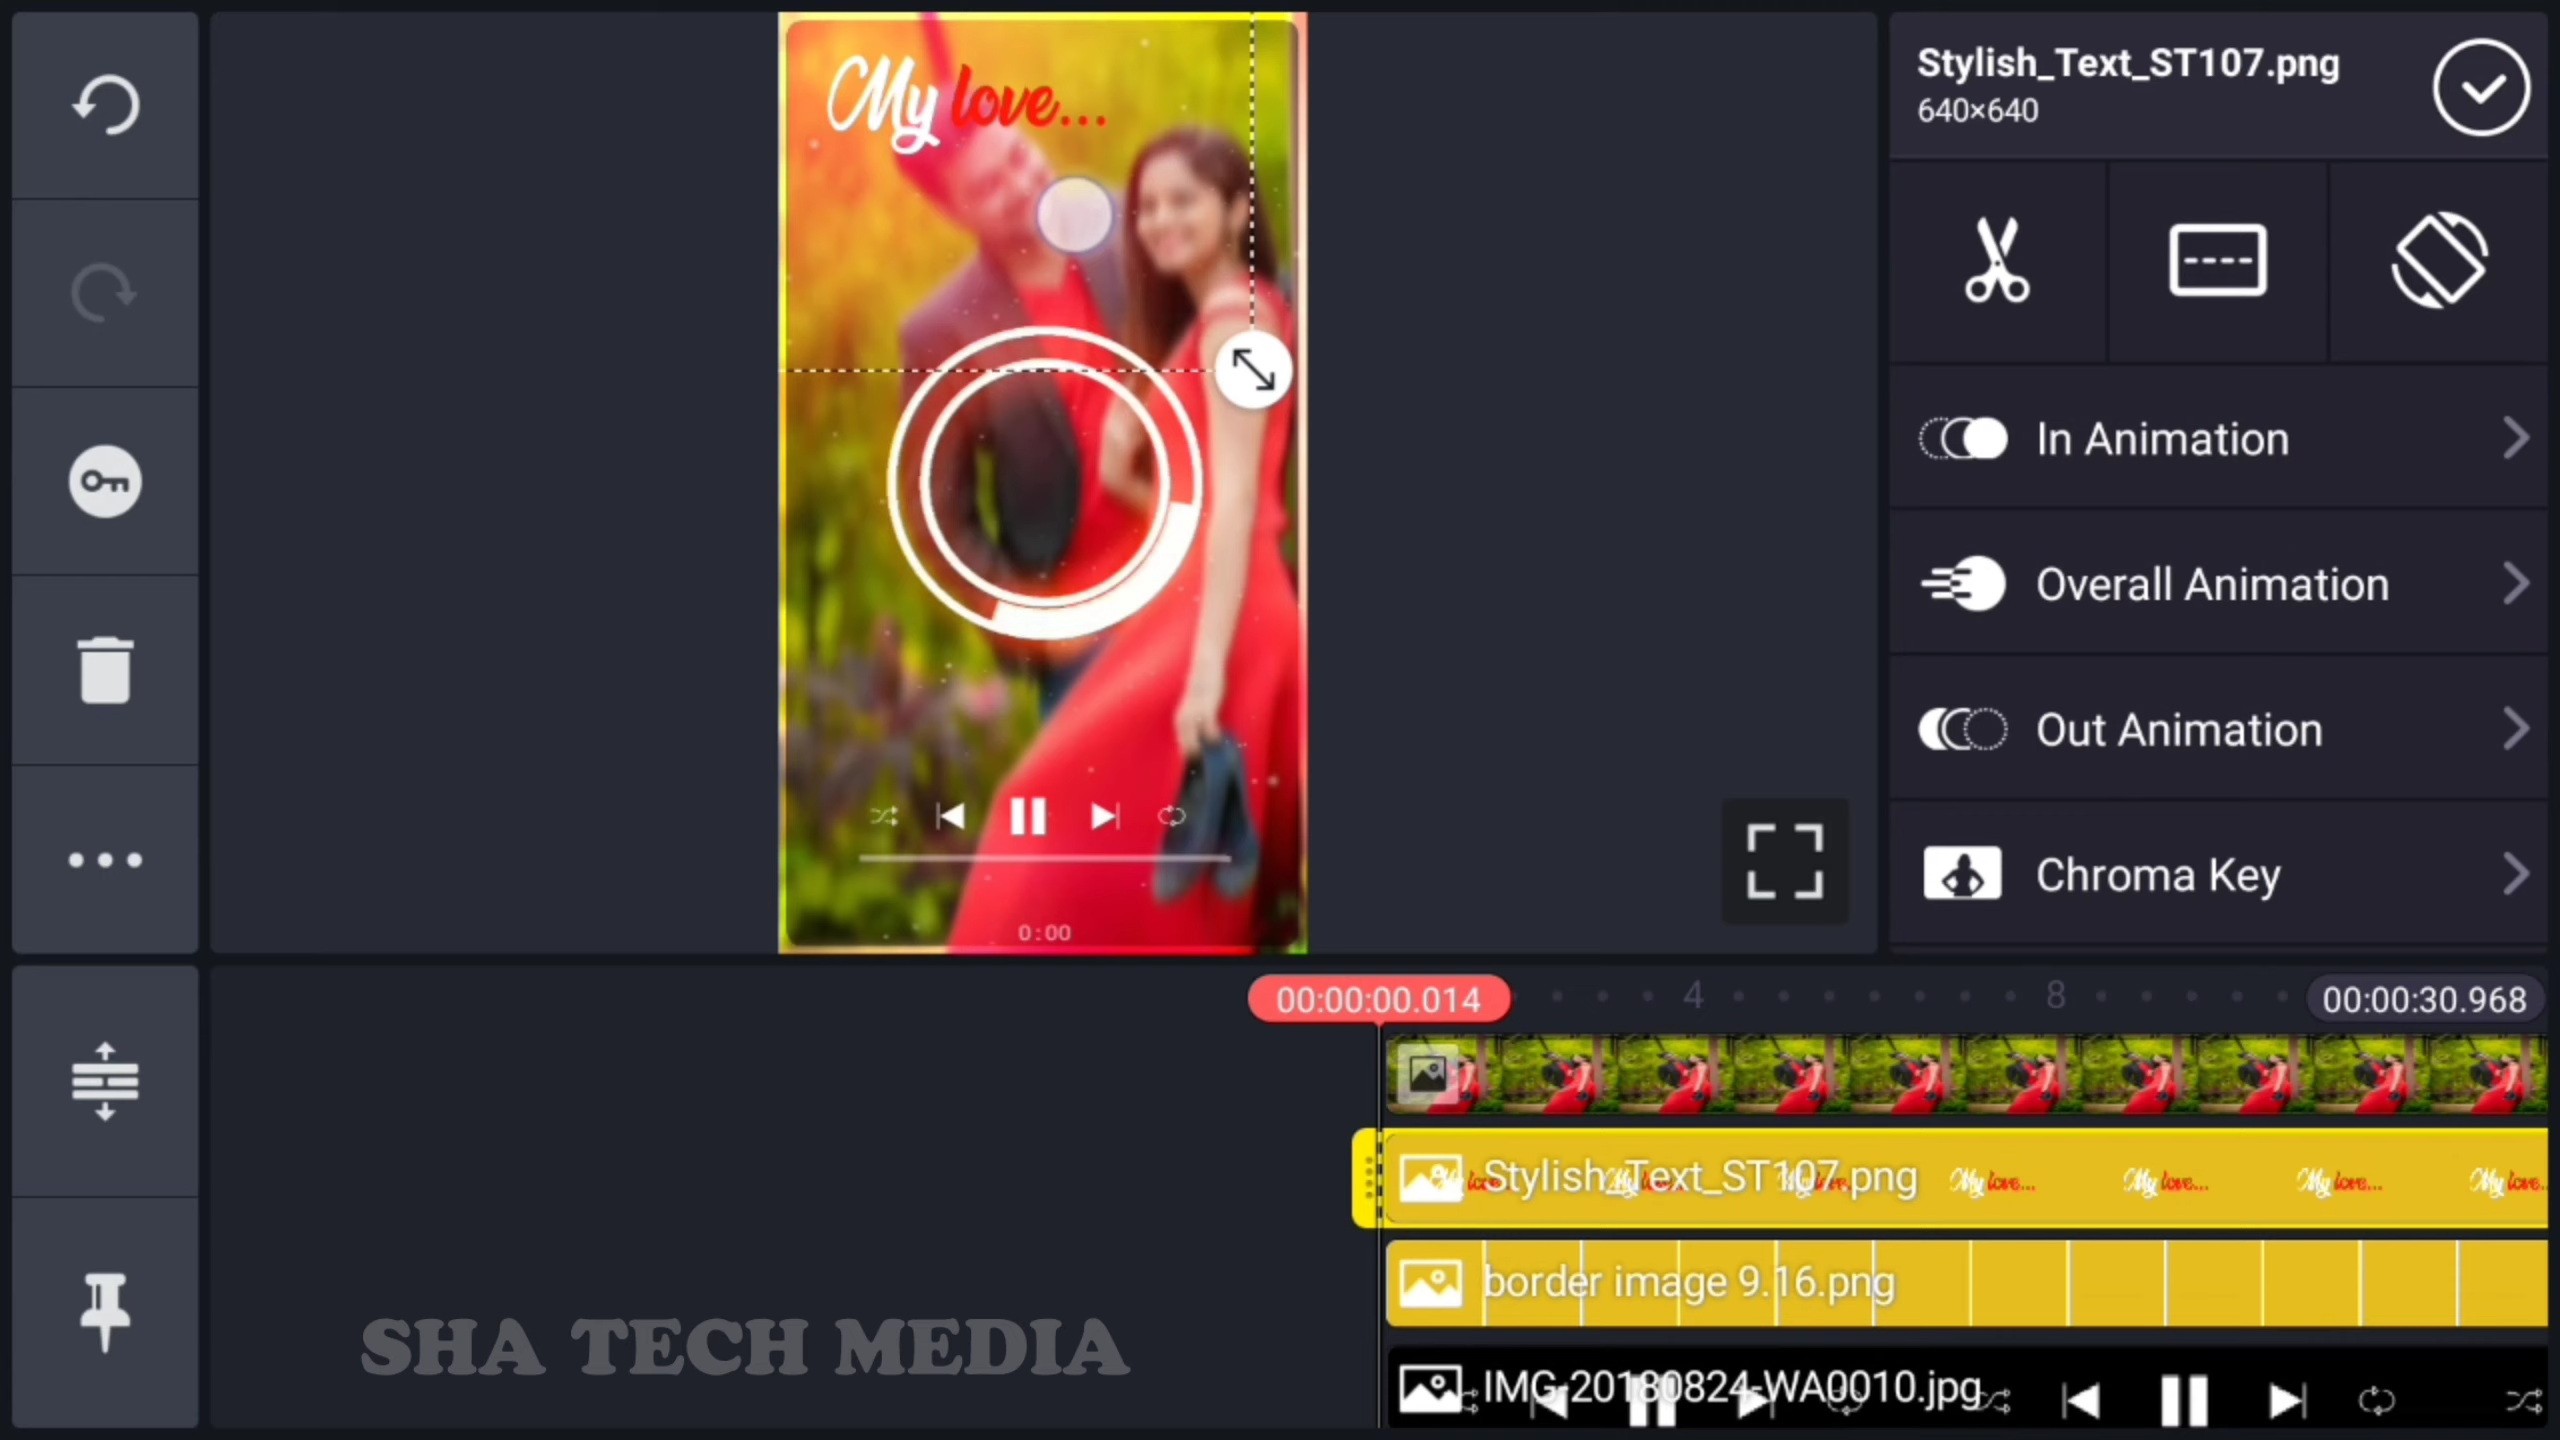 My love...
0:00
Stylish_Text_ST107.png
640×640
In Animation
Overall Animation
Out Animation
Chroma Key
00:00:00.014
4
8
00:00:30.968
Stylish_Text_ST107.png
My love...
My love...
My love...
My love...
border image 9.16.png
IMG-20180824-WA0010.jpg
SHA TECH MEDIA